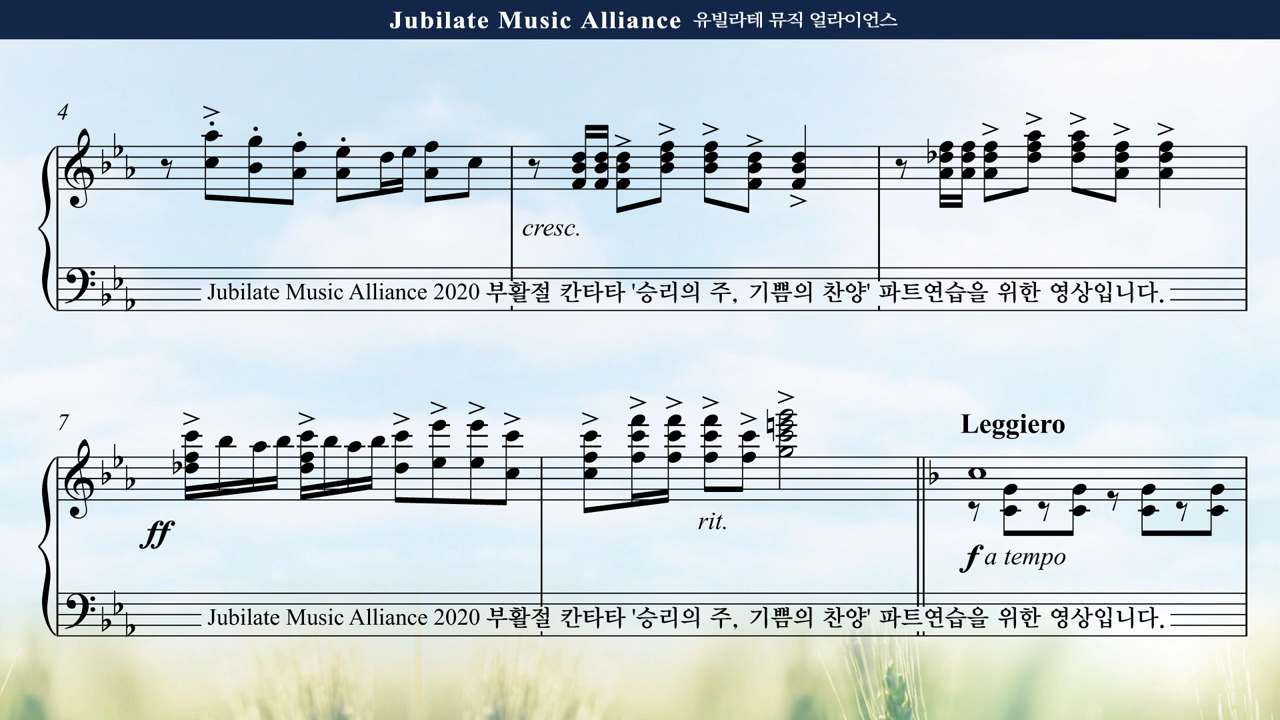 Jubilate Music Alliance 유빌라테 뮤직 얼라이언스
4
cresc.
Jubilate Music Alliance 2020 부활절 칸타타 '승리의 주, 기쁨의 찬양' 파트연습을 위한 영상입니다.
7
Leggiero
ff
rit.
f a tempo
Jubilate Music Alliance 2020 부활절 칸타타 '승리의 주, 기쁨의 찬양' 파트연습을 위한 영상입니다.